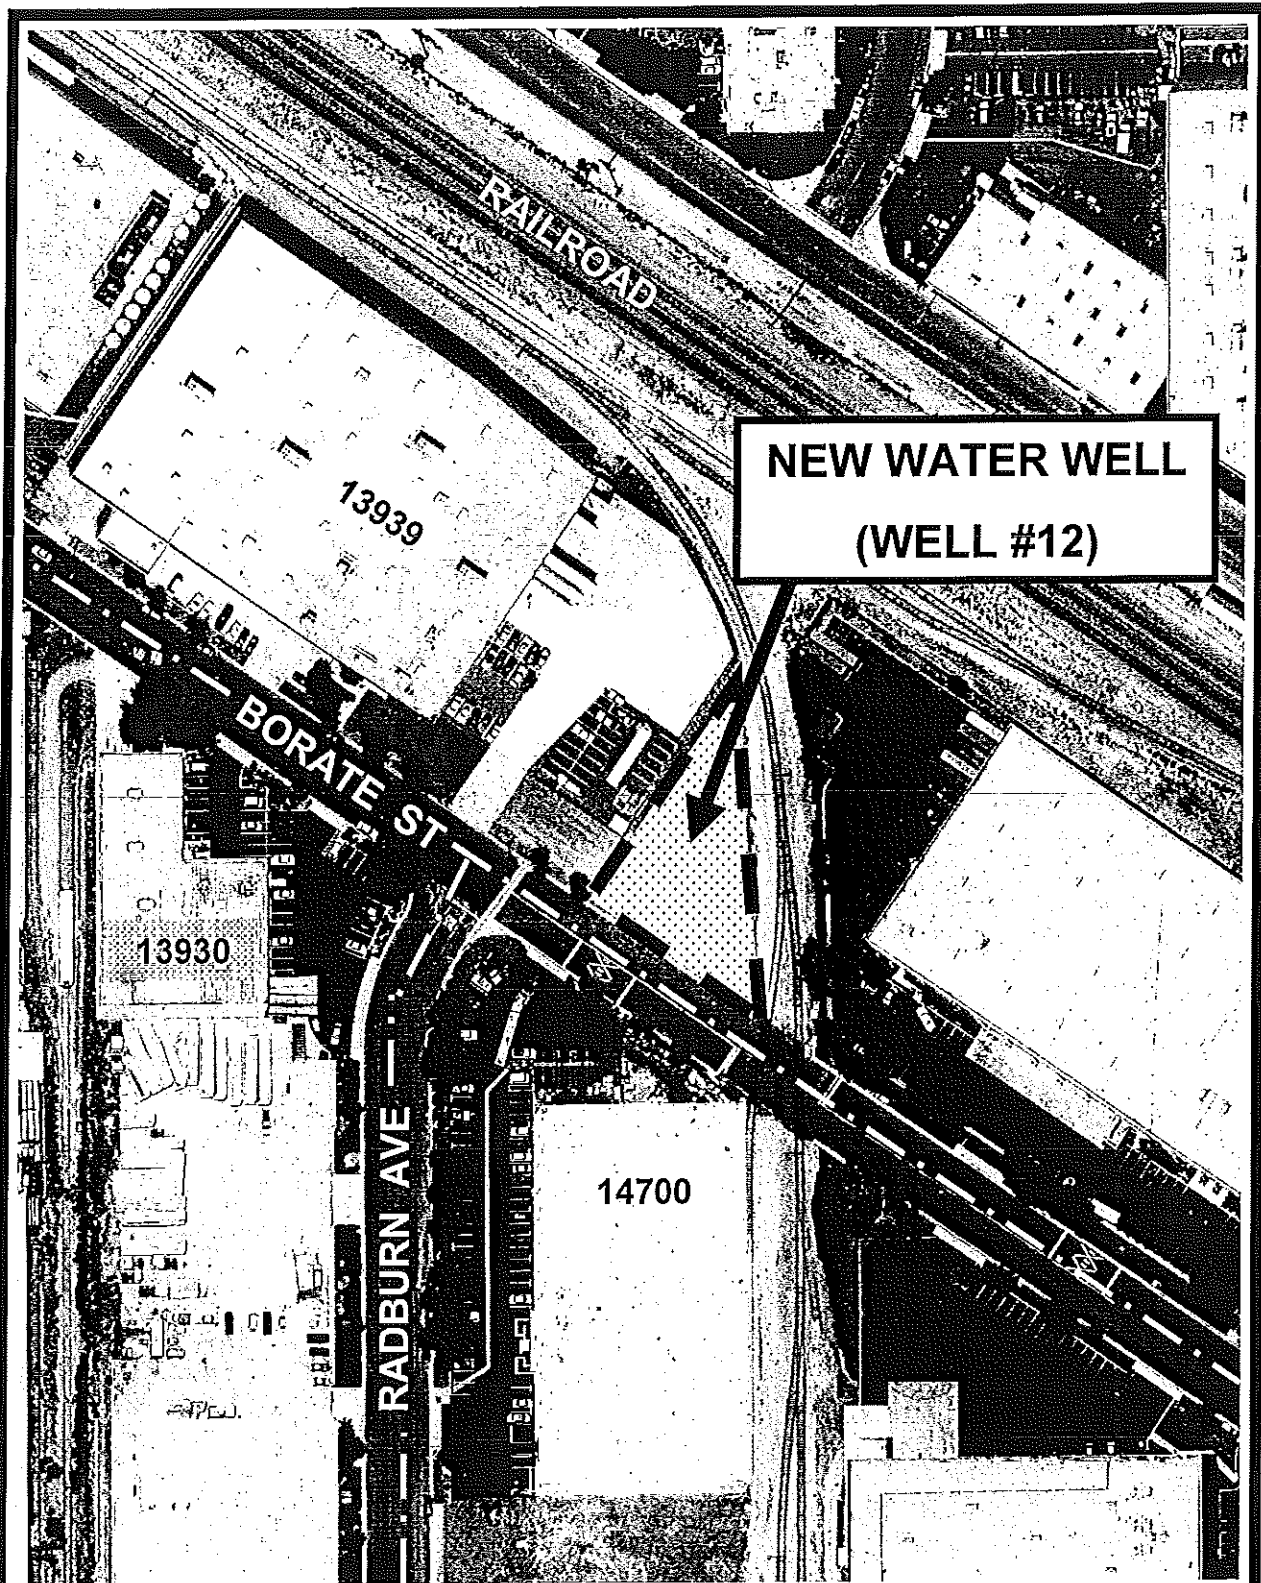 RAILROAD
NEW WATER WELL
(WELL #12)
13939
BORATE ST
13930
14700
RADBURN AVE